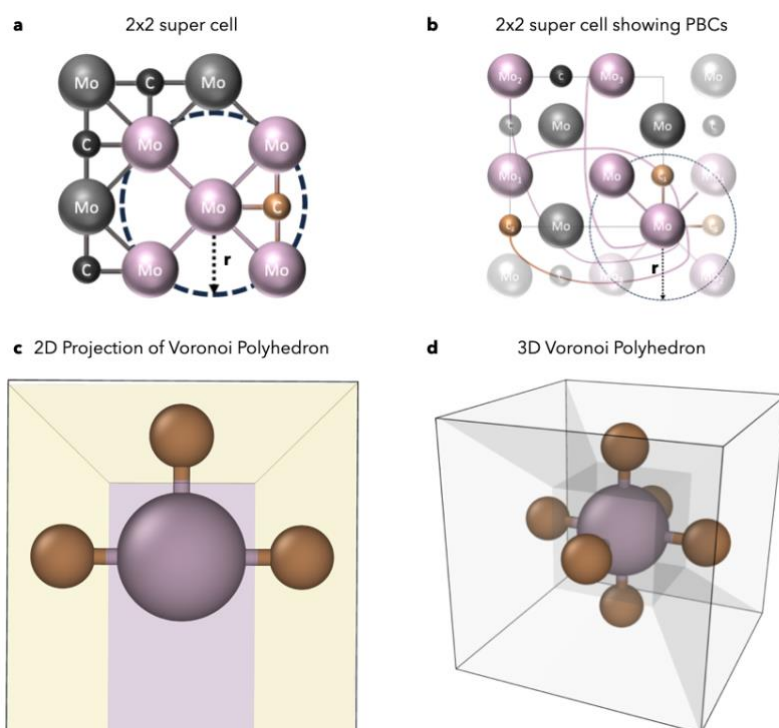 a 2x2 super cell
b 2x2 super cell showing PBCs
Mo C Mo
Mo₂ C Mo₃ Mo
C Mo Mo
C Mo Mo C
Mo Mo C
Mo₁ Mo C₁
C Mo Mo
C Mo Mo
r
r
c 2D Projection of Voronoi Polyhedron
d 3D Voronoi Polyhedron